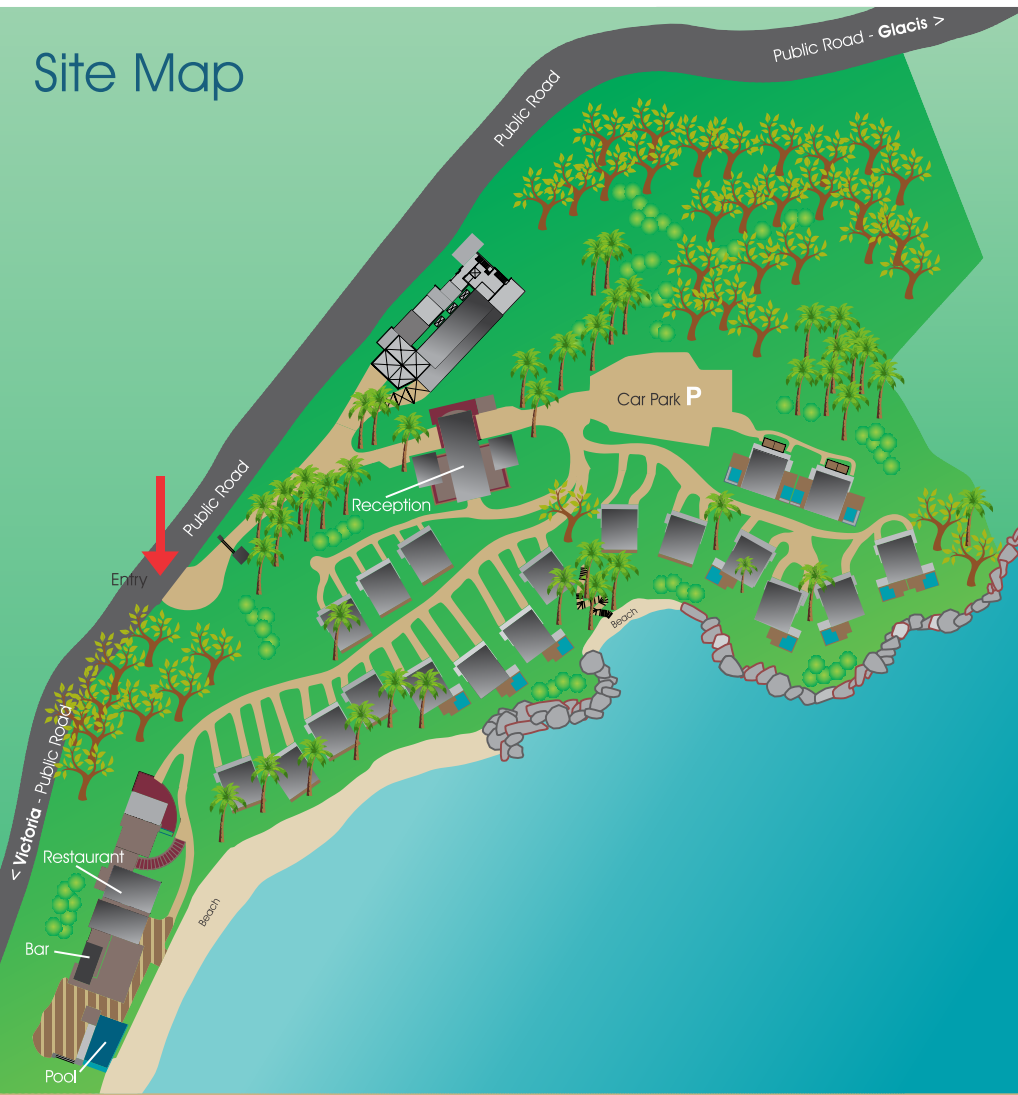 Site Map
Public Road - Glacis >
Public Road
Car Park P
Public Road
Reception
Entry
Beach
< Victoria - Public Road
Restaurant
Beach
Bar
Pool